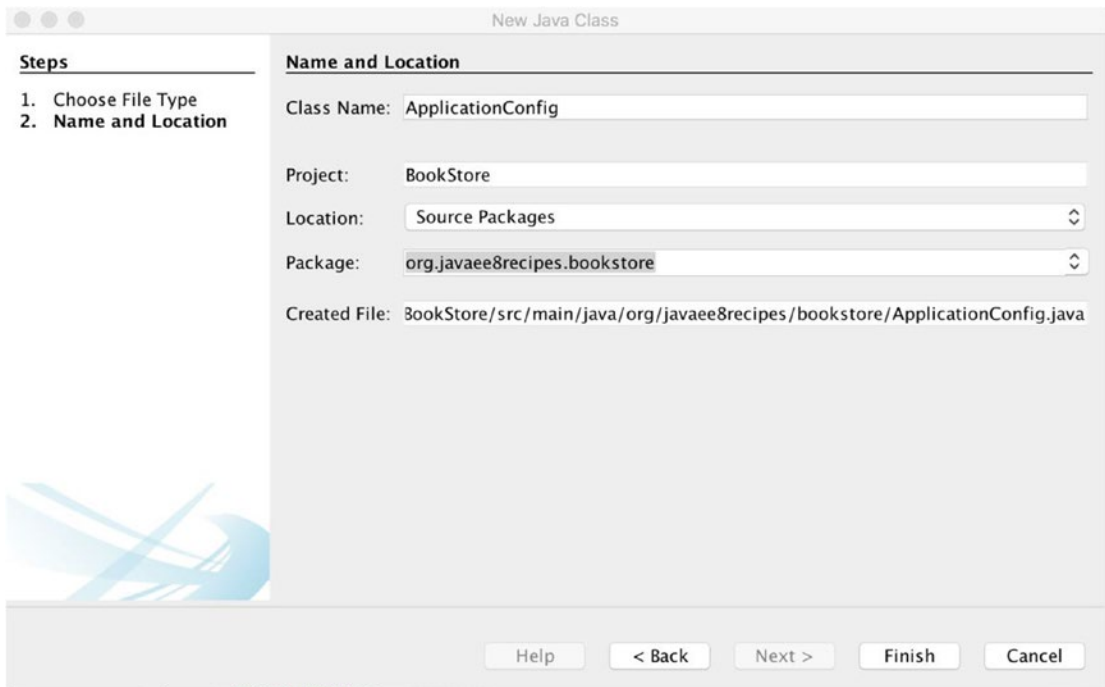 New Java Class
Steps
1. Choose File Type
2. Name and Location
Name and Location
Class Name: ApplicationConfig
Project: BookStore
Location: Source Packages
Package: org.javaee8recipes.bookstore
Created File: BookStore/src/main/java/org/javaee8recipes/bookstore/ApplicationConfig.java
Help < Back Next > Finish Cancel